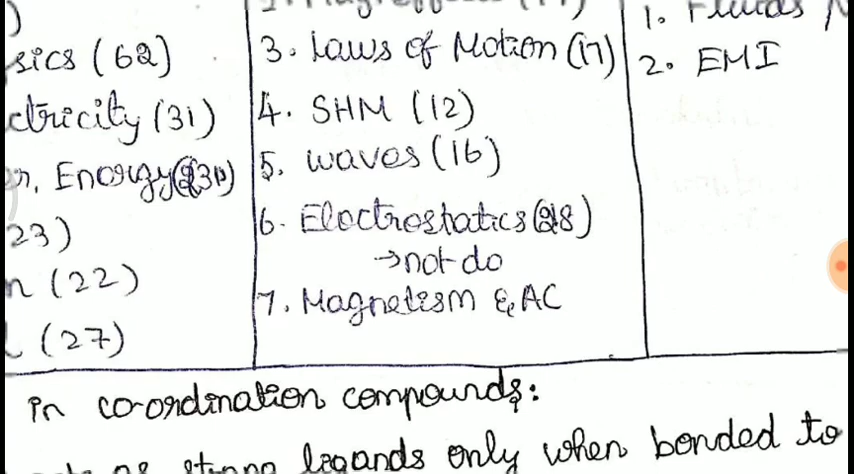 sics (62)
ctricity (31)
r, Energy
23)
n (22)
(27)
3. Laws of Motion (17)
4. SHM (12)
5. waves (16)
6. Electrostatics (28)
→ not do
7. Magnetism & AC
1. Fluids
2. EMI
in co-ordination compounds:
ligands only when bonded to